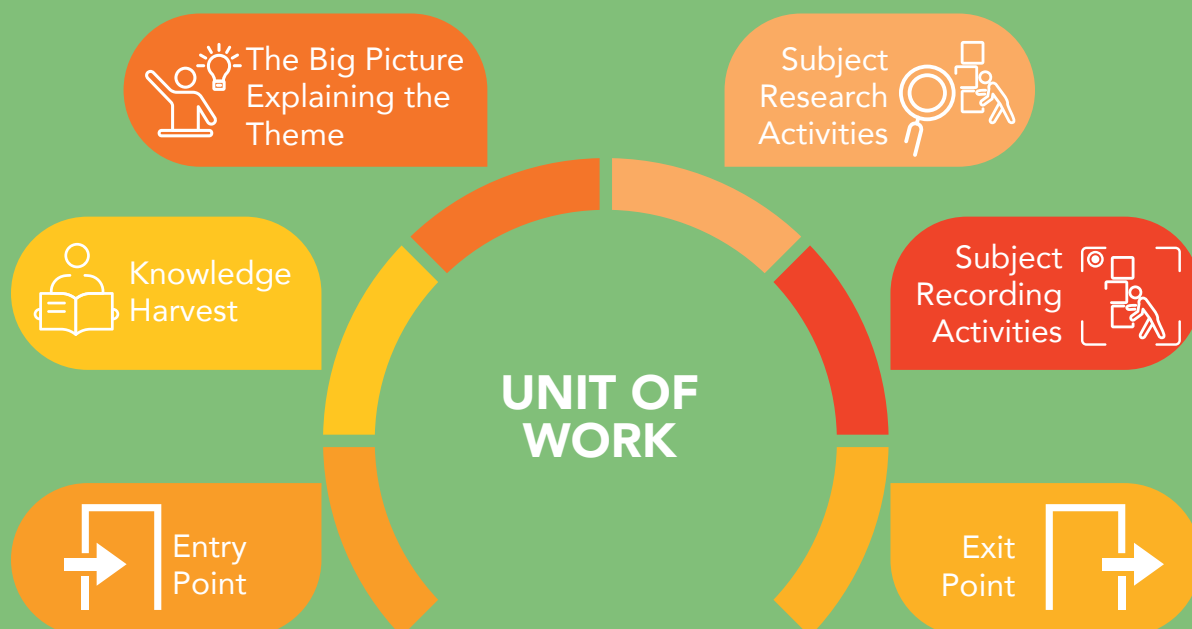 The Big Picture
Explaining the
Theme
Subject
Research
Activities
Knowledge
Harvest
Subject
Recording
Activities
UNIT OF
WORK
Entry
Point
Exit
Point